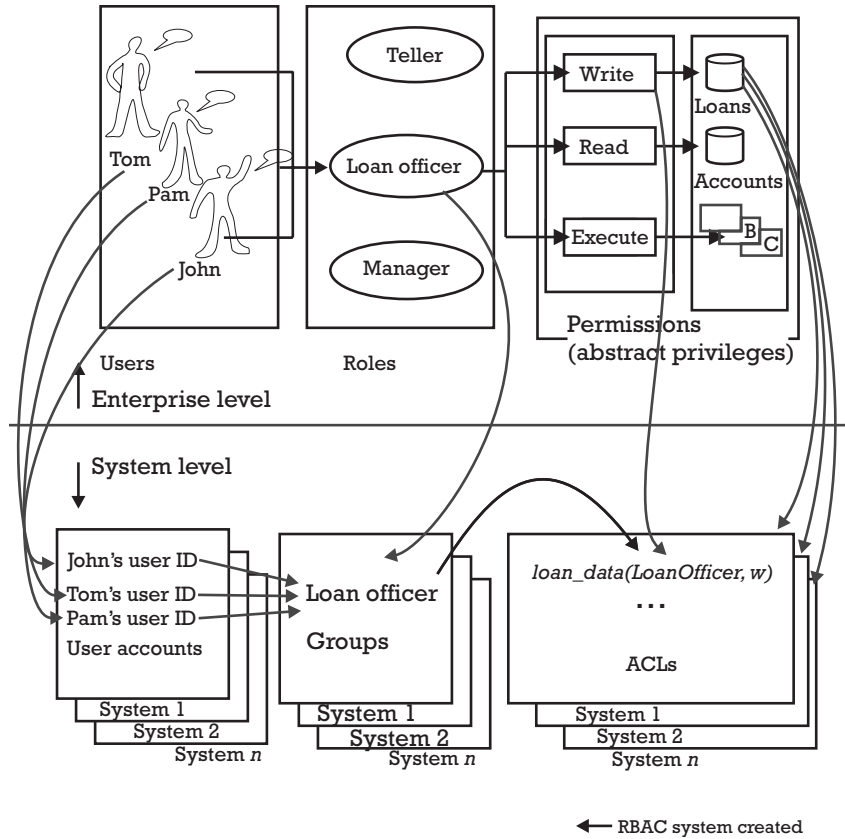 Tom
Pam
John
Users
Teller
Loan officer
Manager
Roles
Write
Read
Execute
Loans
Accounts
B
C
Permissions
(abstract privileges)
Enterprise level
System level
John's user ID
Tom's user ID
Pam's user ID
User accounts
System 1
System 2
System n
Loan officer
Groups
System 1
System 2
System n
loan_data(LoanOfficer, w)
...
ACLs
System 1
System 2
System n
RBAC system created